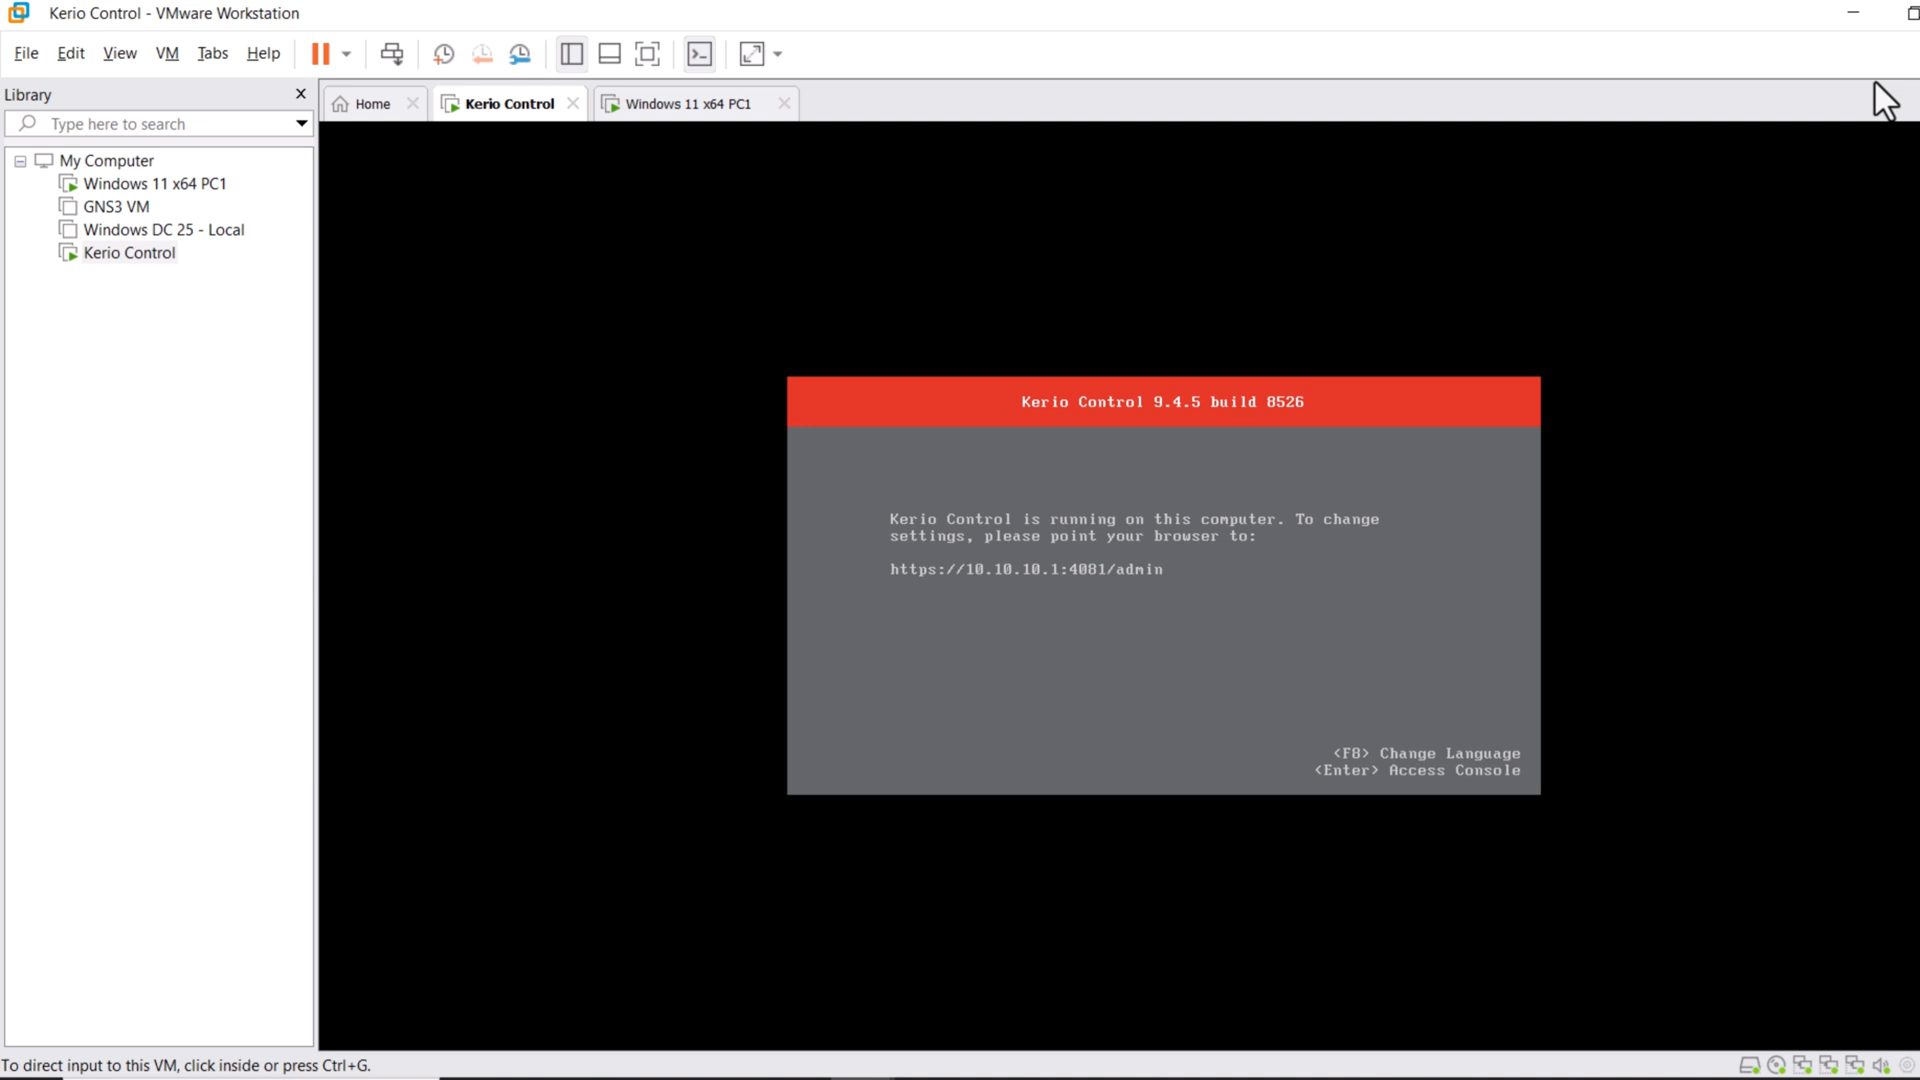 Kerio Control - VMware Workstation
File Edit View VM Tabs Help
Library
Type here to search
My Computer
Windows 11 x64 PC1
GNS3 VM
Windows DC 25 - Local
Kerio Control
Home
Kerio Control
Windows 11 x64 PC1
Kerio Control 9.4.5 build 8526
Kerio Control is running on this computer. To change
settings, please point your browser to:
https://10.10.10.1:4081/admin
<F8> Change Language
<Enter> Access Console
To direct input to this VM, click inside or press Ctrl+G.